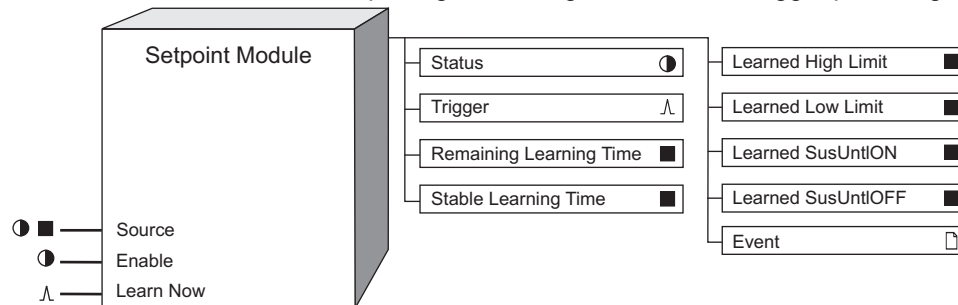 Setpoint Module
Source
Enable
Learn Now
Status
Trigger
Remaining Learning Time
Stable Learning Time
Learned High Limit
Learned Low Limit
Learned SusUntlON
Learned SusUntlOFF
Event